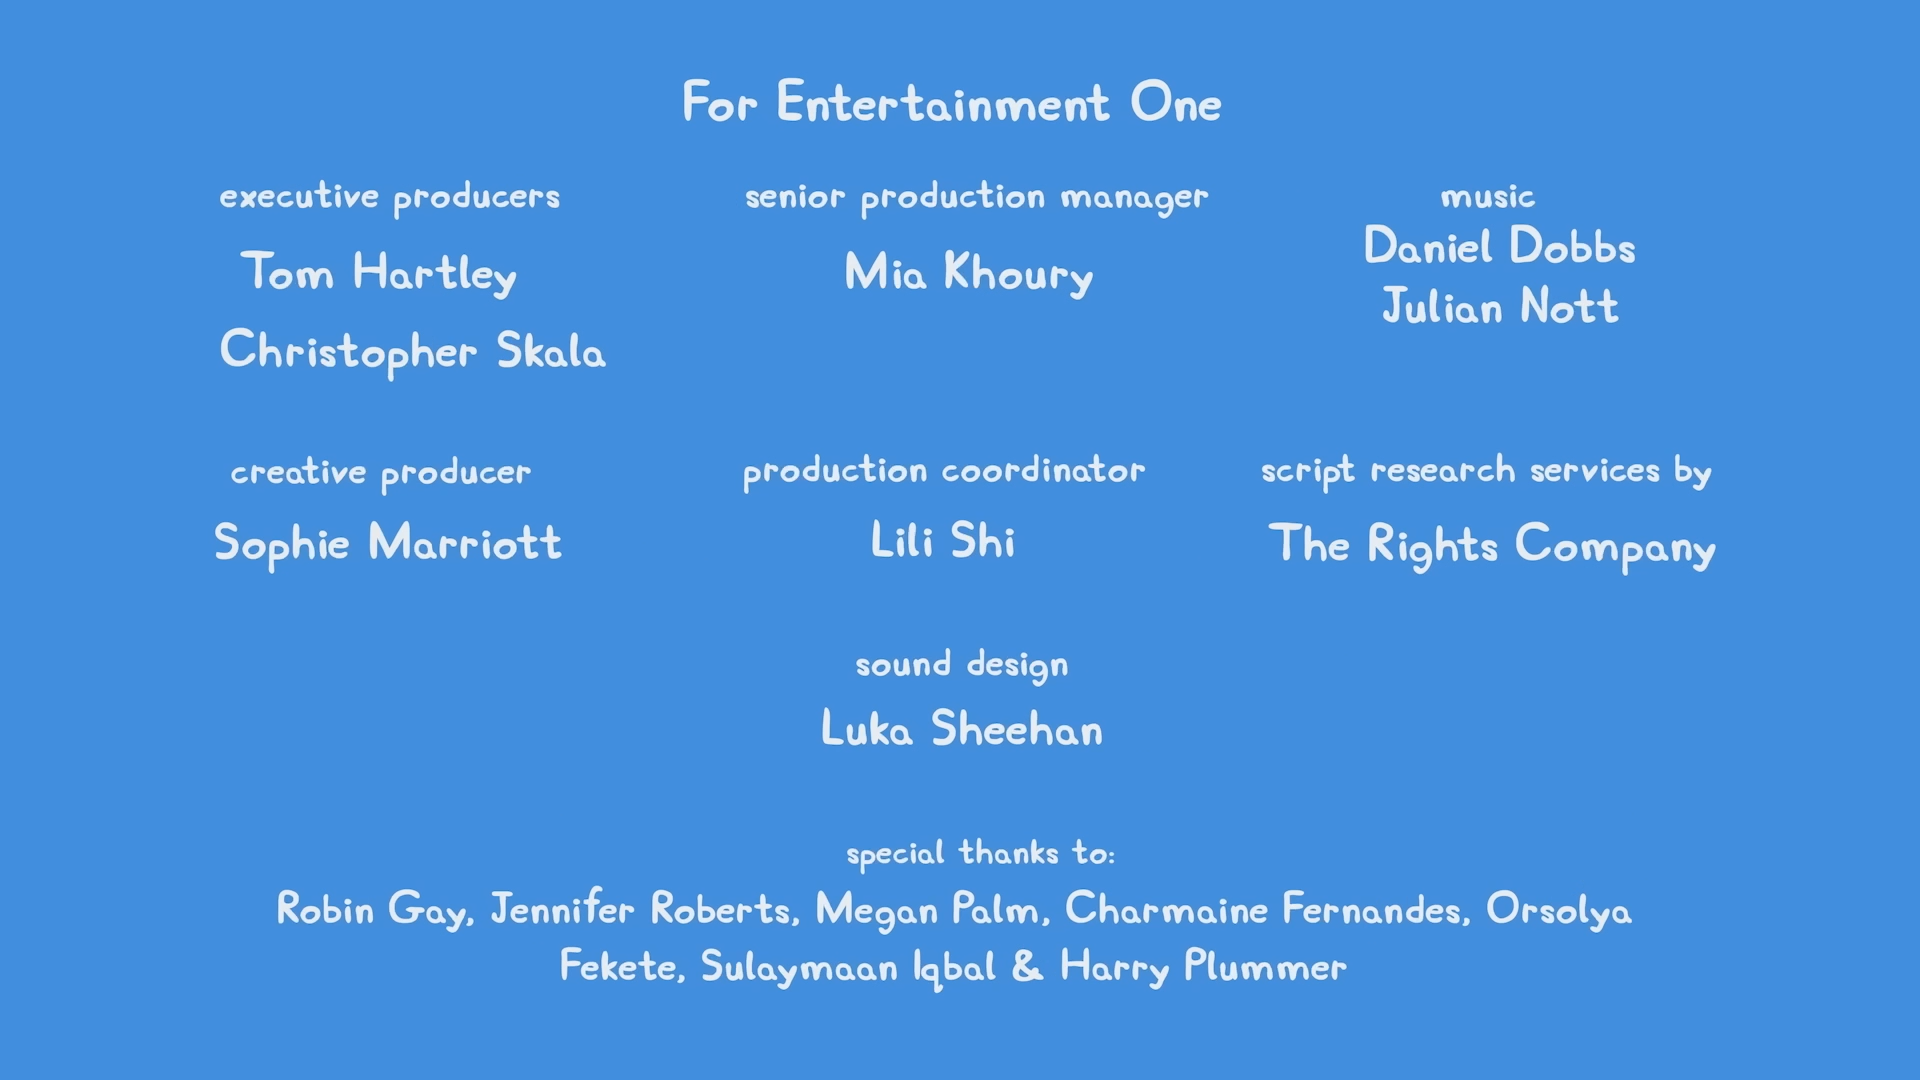 For Entertainment One
executive producers
Tom Hartley
Christopher Skala
senior production manager
Mia Khoury
music
Daniel Dobbs
Julian Nott
creative producer
Sophie Marriott
production coordinator
Lili Shi
script research services by
The Rights Company
sound design
Luka Sheehan
special thanks to:
Robin Gay, Jennifer Roberts, Megan Palm, Charmaine Fernandes, Orsolya
Fekete, Sulaymaan Iqbal & Harry Plummer